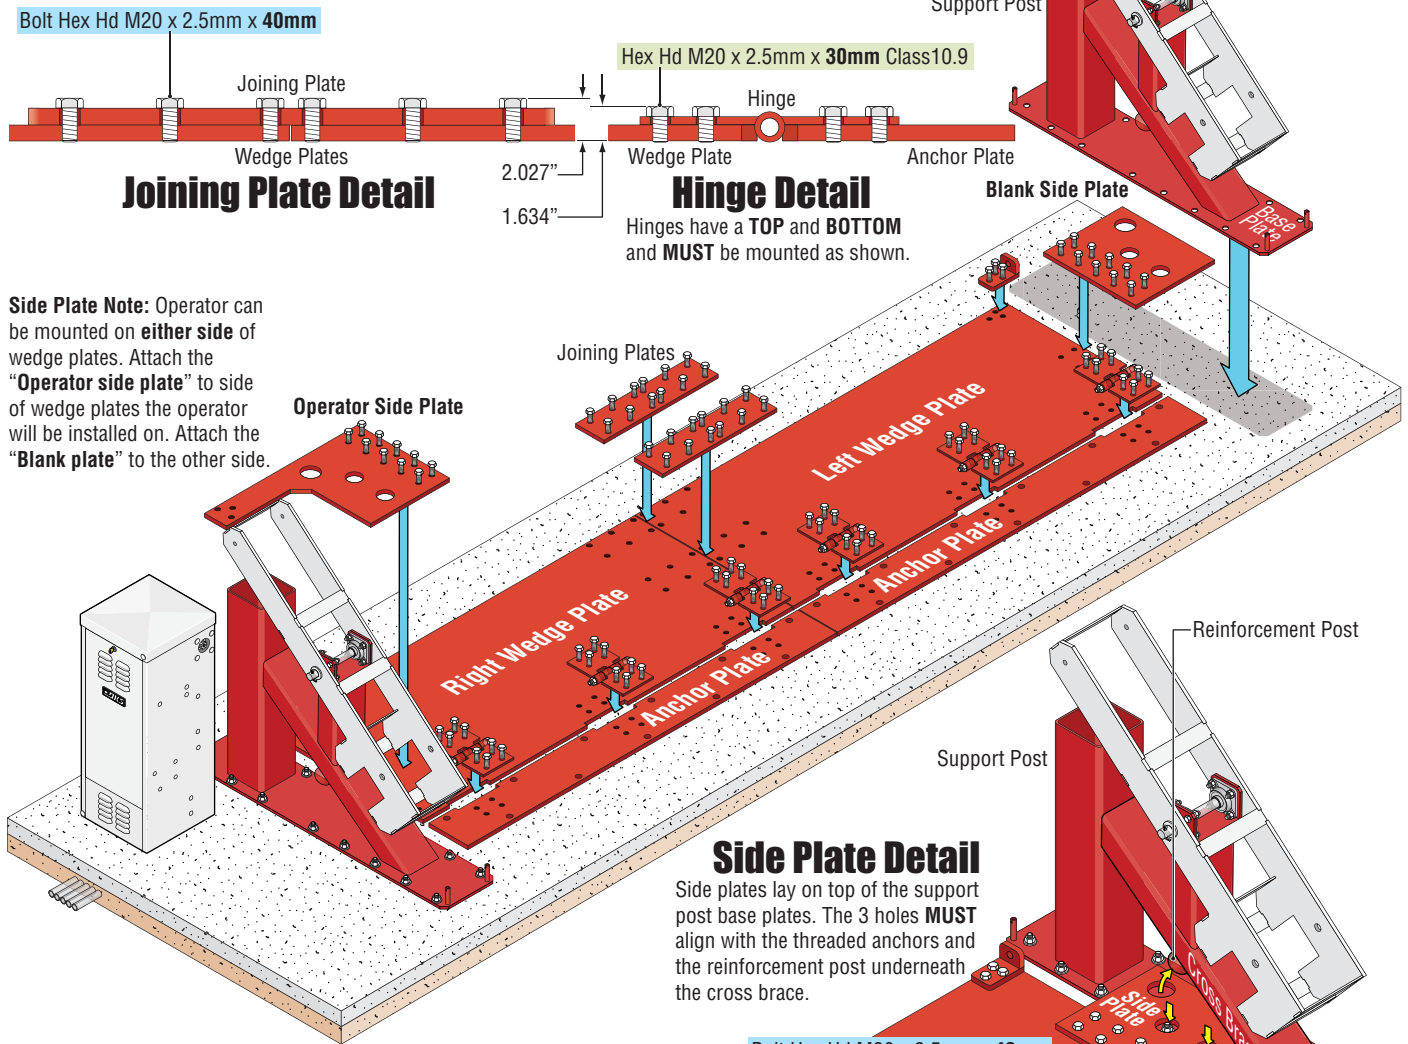 Bolt Hex Hd M20 x 2.5mm x 40mm
Support Post
Hex Hd M20 x 2.5mm x 30mm Class10.9
Joining Plate
Hinge
Wedge Plates
Wedge Plate
Anchor Plate
2.027”
1.634”
Joining Plate Detail
Hinge Detail
Hinges have a TOP and BOTTOM
and MUST be mounted as shown.
Blank Side Plate
Base
Plate
Side Plate Note: Operator can
be mounted on either side of
wedge plates. Attach the
“Operator side plate” to side
of wedge plates the operator
will be installed on. Attach the
“Blank plate” to the other side.
Operator Side Plate
Joining Plates
Left Wedge Plate
Anchor Plate
Right Wedge Plate
Anchor Plate
Reinforcement Post
Support Post
Side Plate Detail
Side plates lay on top of the support
post base plates. The 3 holes MUST
align with the threaded anchors and
the reinforcement post underneath
the cross brace.
Side
Plate
Cross